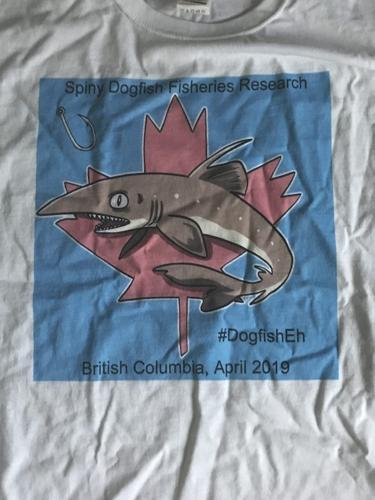 Spiny Dogfish Fisheries Research
#DogfishEh
British Columbia, April 2019